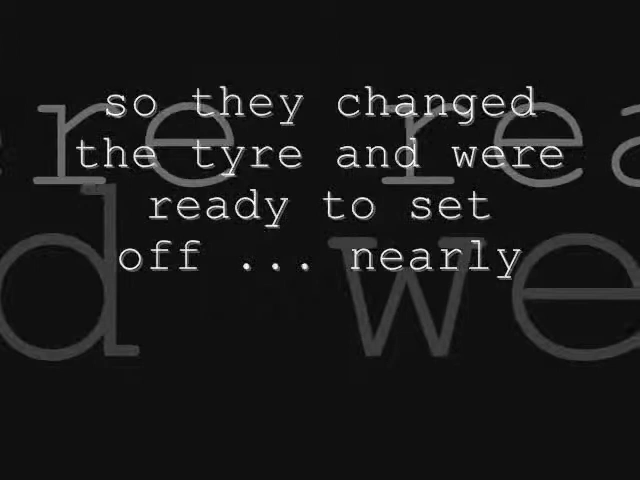 so they changed
the tyre and were
ready to set
off ... nearly